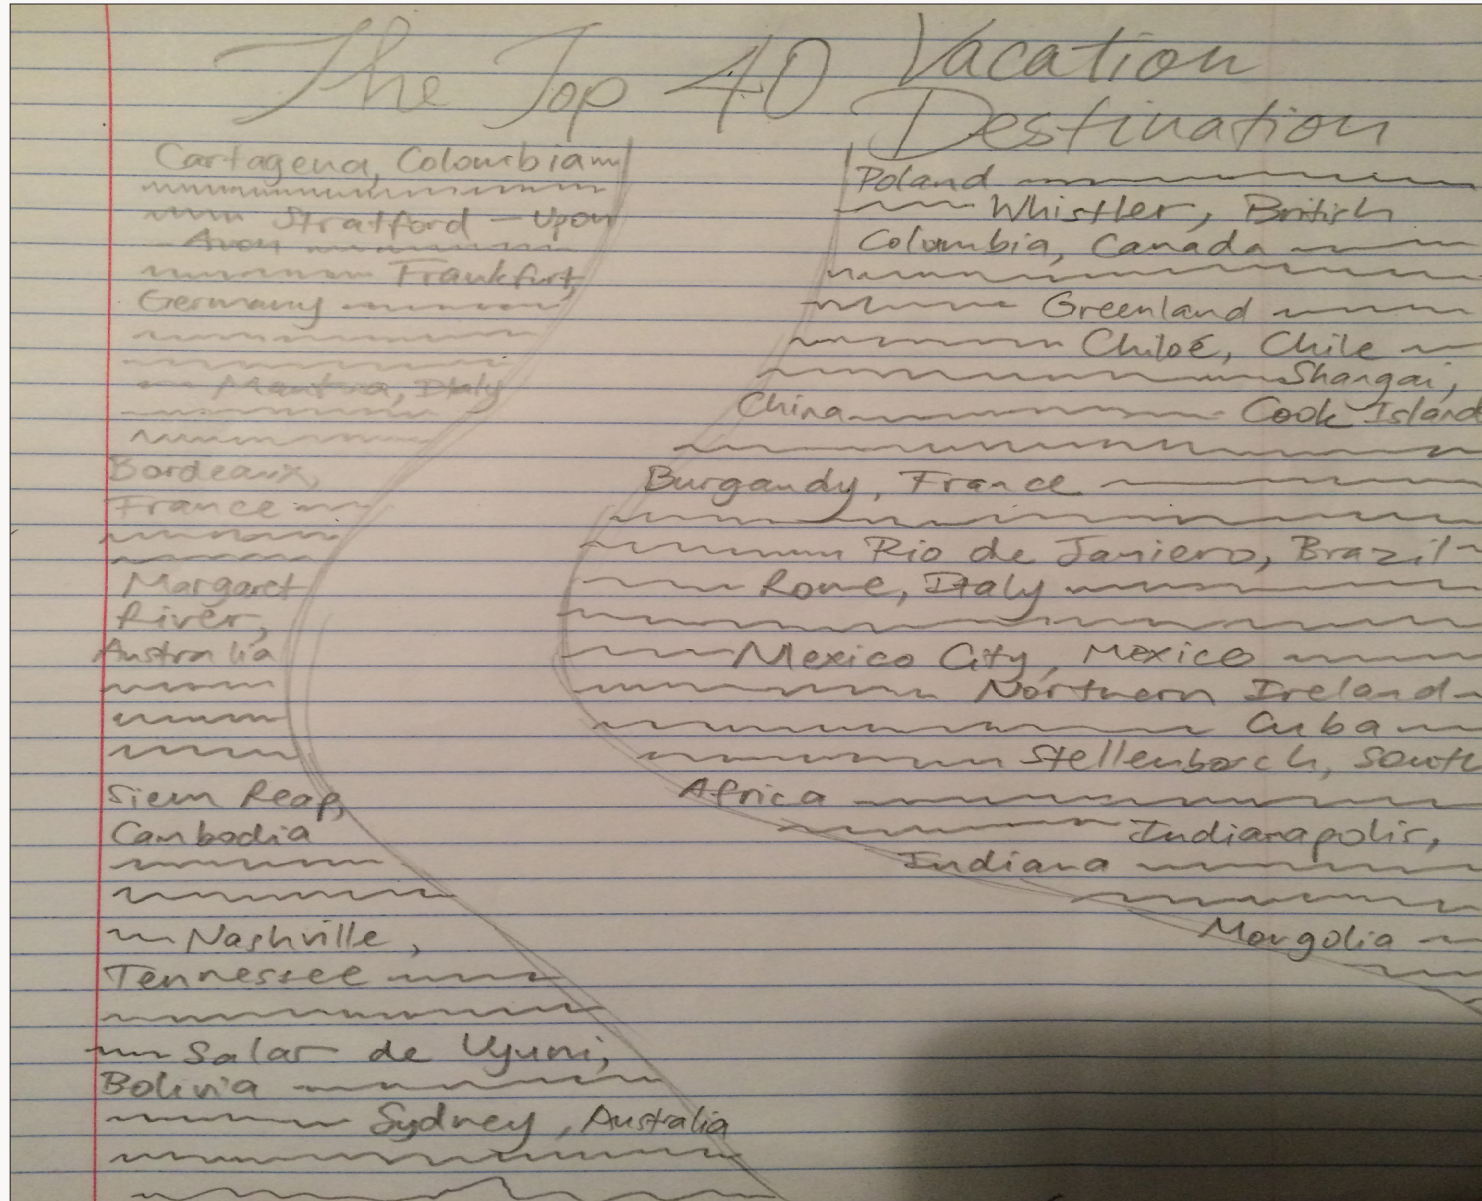 The Top 40 Vacation
Destination
Cartagena, Colombia
Stratford - Upon
Avon
Frankfurt,
Germany
Mantua, Italy
Bordeaux,
France
Margaret
River,
Australia
Siem Reap,
Cambodia
Nashville,
Tennessee
Salar de Uyuni,
Bolivia
Sydney, Australia
Poland
Whistler, British
Columbia, Canada
Greenland
Chiloé, Chile
Shangai,
China Cook Island
Burgandy, France
Rio de Janiero, Brazil
Rome, Italy
Mexico City, Mexico
Northern Ireland
Cuba
Stellenborch, South
Africa
Indianapolis,
Indiana
Mongolia